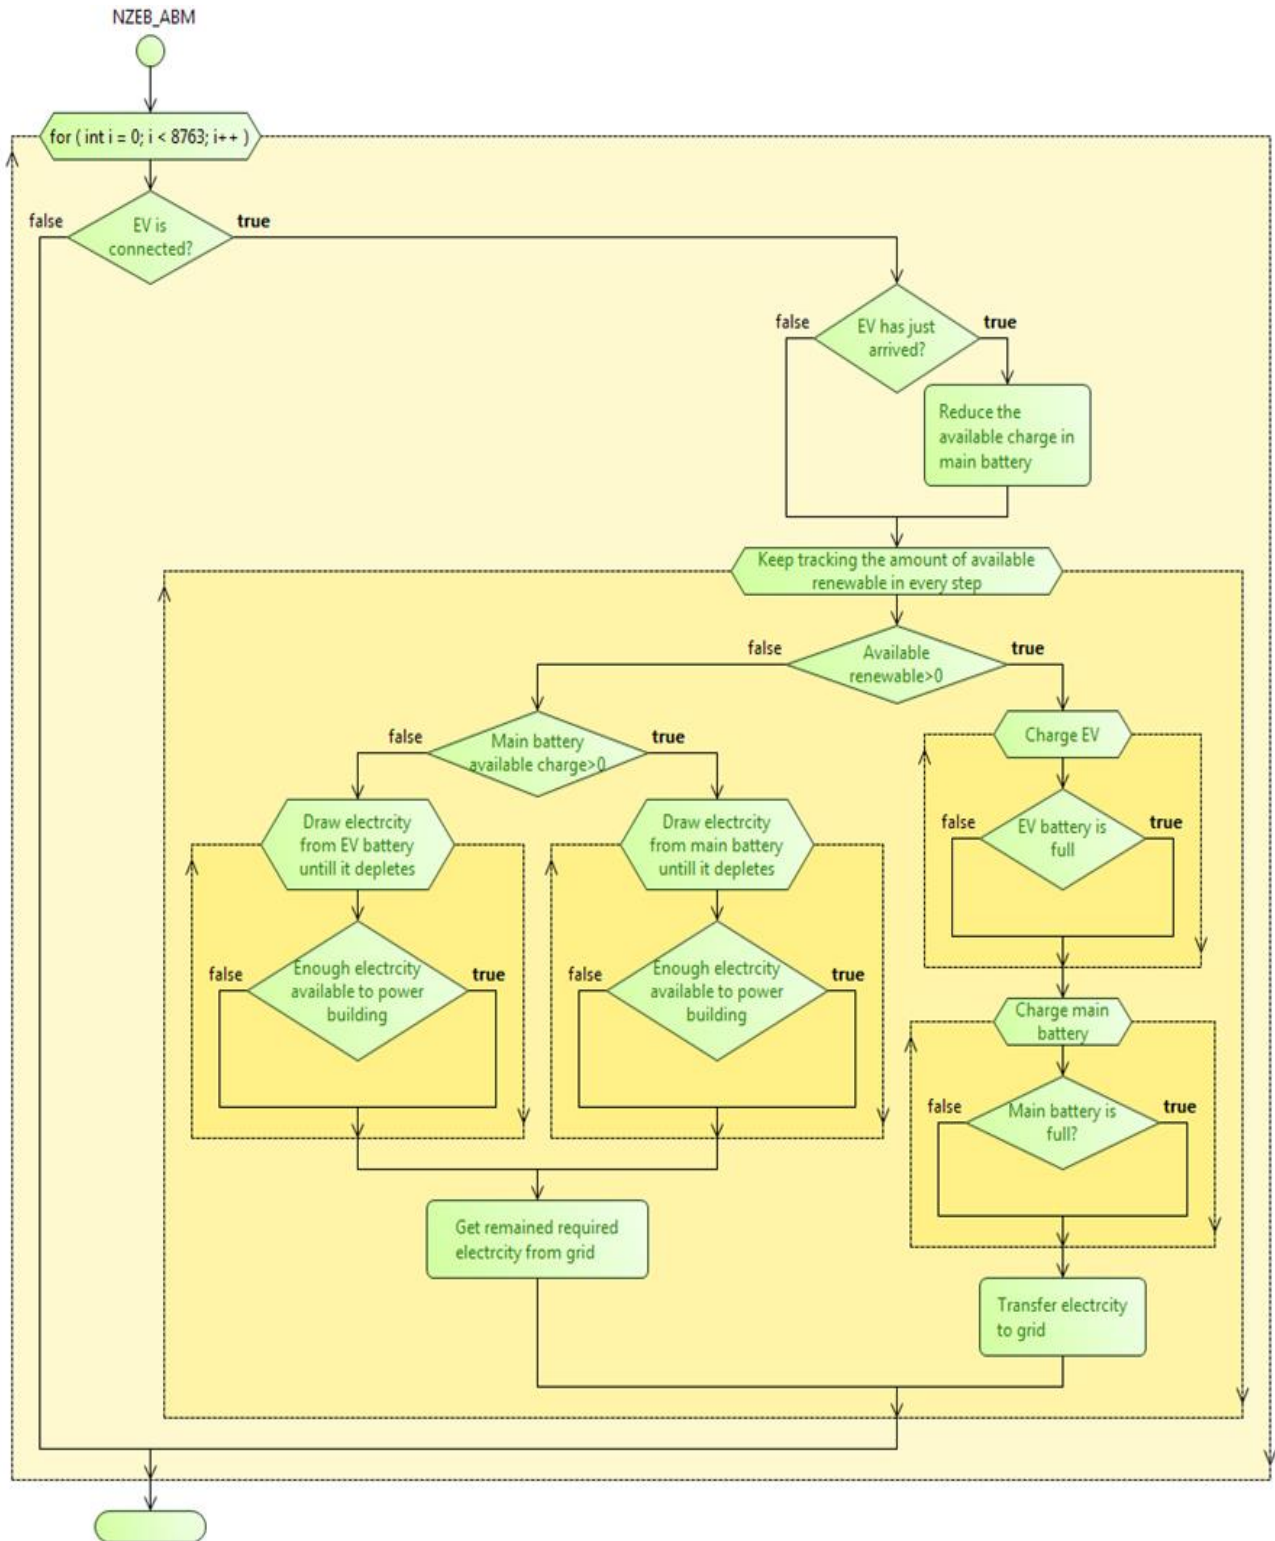 NZEB_ABM
for ( int i = 0; i < 8763; i++ )
false
true
EV is
connected?
false
true
EV has just
arrived?
Reduce the
available charge in
main battery
Keep tracking the amount of available
renewable in every step
false
true
Available
renewable>0
false
true
Main battery
available charge>0
Charge EV
Draw electrcity
from EV battery
untill it depletes
Draw electrcity
from main battery
untill it depletes
false
true
EV battery is
full
false
true
Enough electrcity
available to power
building
false
true
Enough electrcity
available to power
building
Charge main
battery
false
true
Main battery is
full?
Get remained required
electrcity from grid
Transfer electrcity
to grid